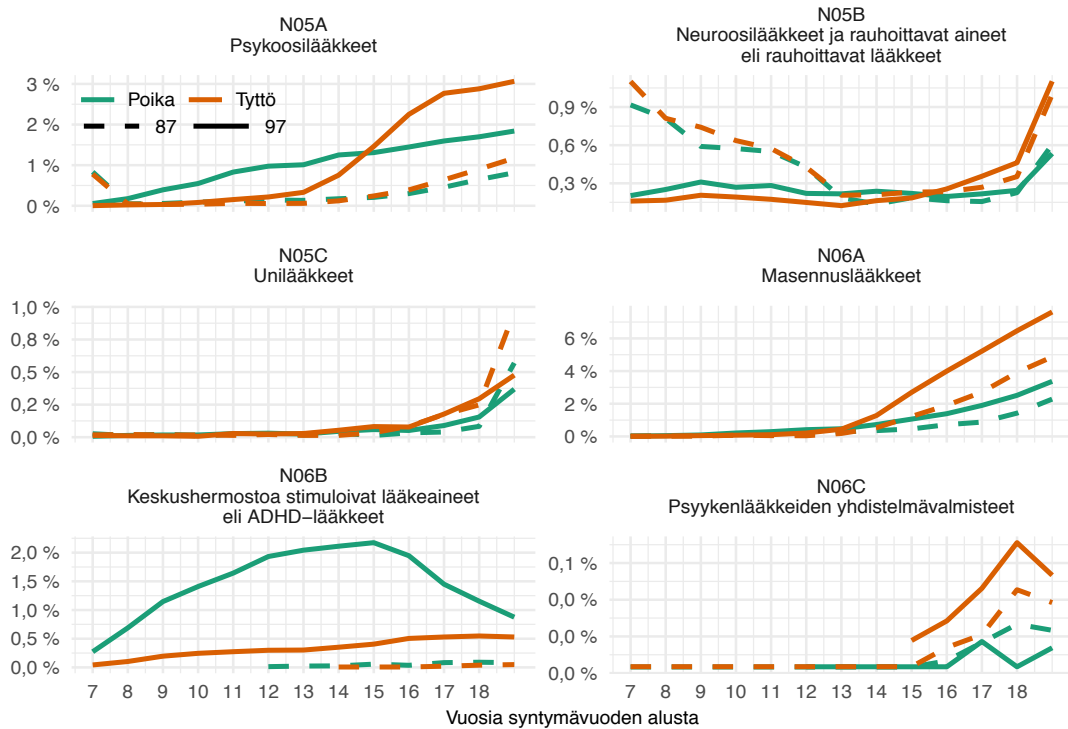 N05A
Psykoosilääkkeet
3 %
2 %
1 %
0 %
Poika
Tyttö
87
97
N05B
Neuroosilääkkeet ja rauhoittavat aineet
eli rauhoittavat lääkkeet
0,9 %
0,6 %
0,3 %
N05C
Unilääkkeet
1,0 %
0,8 %
0,5 %
0,2 %
0,0 %
N06A
Masennuslääkkeet
6 %
4 %
2 %
0 %
N06B
Keskushermostoa stimuloivat lääkeaineet
eli ADHD−lääkkeet
2,0 %
1,5 %
1,0 %
0,5 %
0,0 %
7 8 9 10 11 12 13 14 15 16 17 18
N06C
Psyykenlääkkeiden yhdistelmävalmisteet
0,1 %
0,0 %
0,0 %
0,0 %
7 8 9 10 11 12 13 14 15 16 17 18
Vuosia syntymävuoden alusta